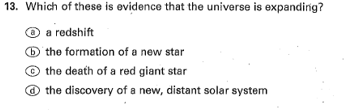 13. Which of these is evidence that the universe is expanding?
ⓐ a redshift
ⓑ the formation of a new star
ⓒ the death of a red giant star
ⓓ the discovery of a new, distant solar system